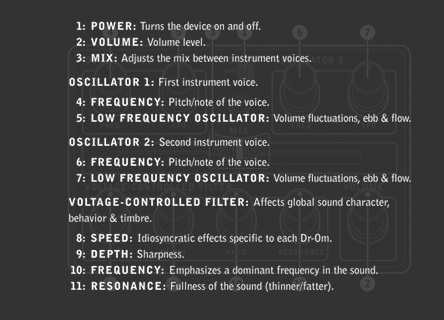 1: POWER: Turns the device on and off.
2: VOLUME: Volume level.
3: MIX: Adjusts the mix between instrument voices.
OSCILLATOR 1: First instrument voice.
4: FREQUENCY: Pitch/note of the voice.
5: LOW FREQUENCY OSCILLATOR: Volume fluctuations, ebb & flow.
OSCILLATOR 2: Second instrument voice.
6: FREQUENCY: Pitch/note of the voice.
7: LOW FREQUENCY OSCILLATOR: Volume fluctuations, ebb & flow.
VOLTAGE-CONTROLLED FILTER: Affects global sound character,
behavior & timbre.
8: SPEED: Idiosyncratic effects specific to each Dr-Om.
9: DEPTH: Sharpness.
10: FREQUENCY: Emphasizes a dominant frequency in the sound.
11: RESONANCE: Fullness of the sound (thinner/fatter).